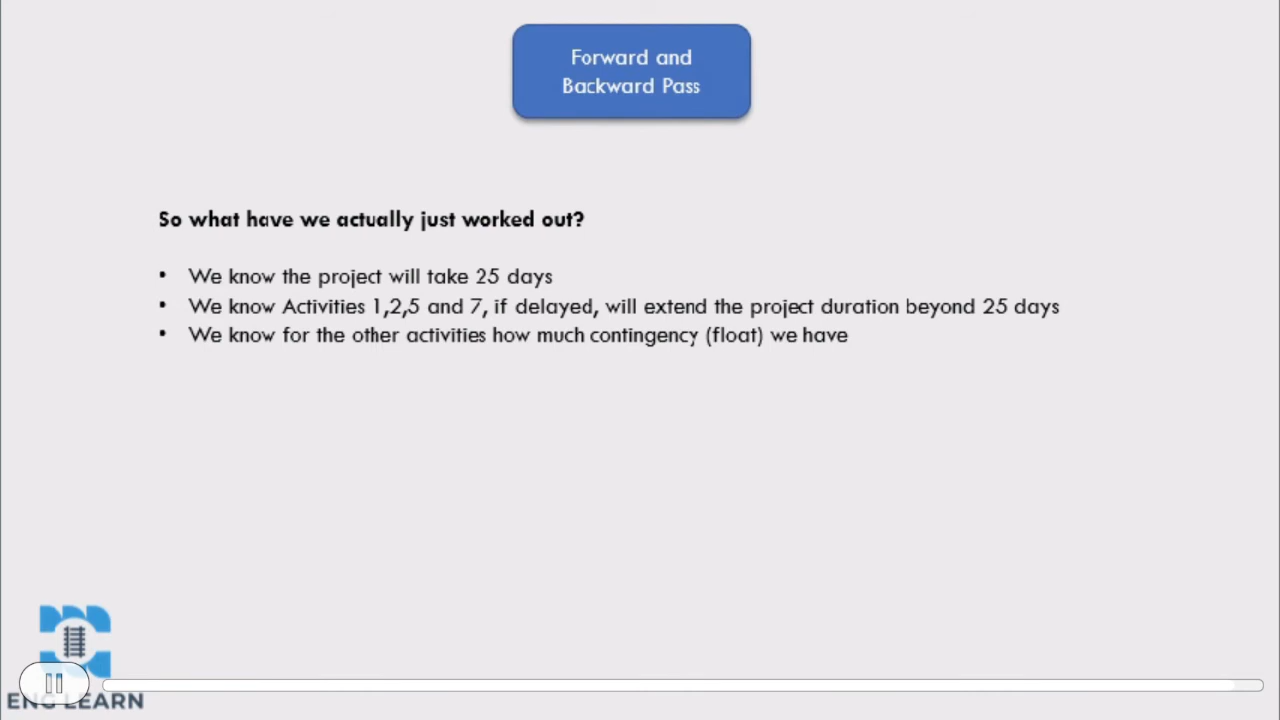 Forward and
Backward Pass
So what have we actually just worked out?
• We know the project will take 25 days
• We know Activities 1,2,5 and 7, if delayed, will extend the project duration beyond 25 days
• We know for the other activities how much contingency (float) we have
ENG LEARN